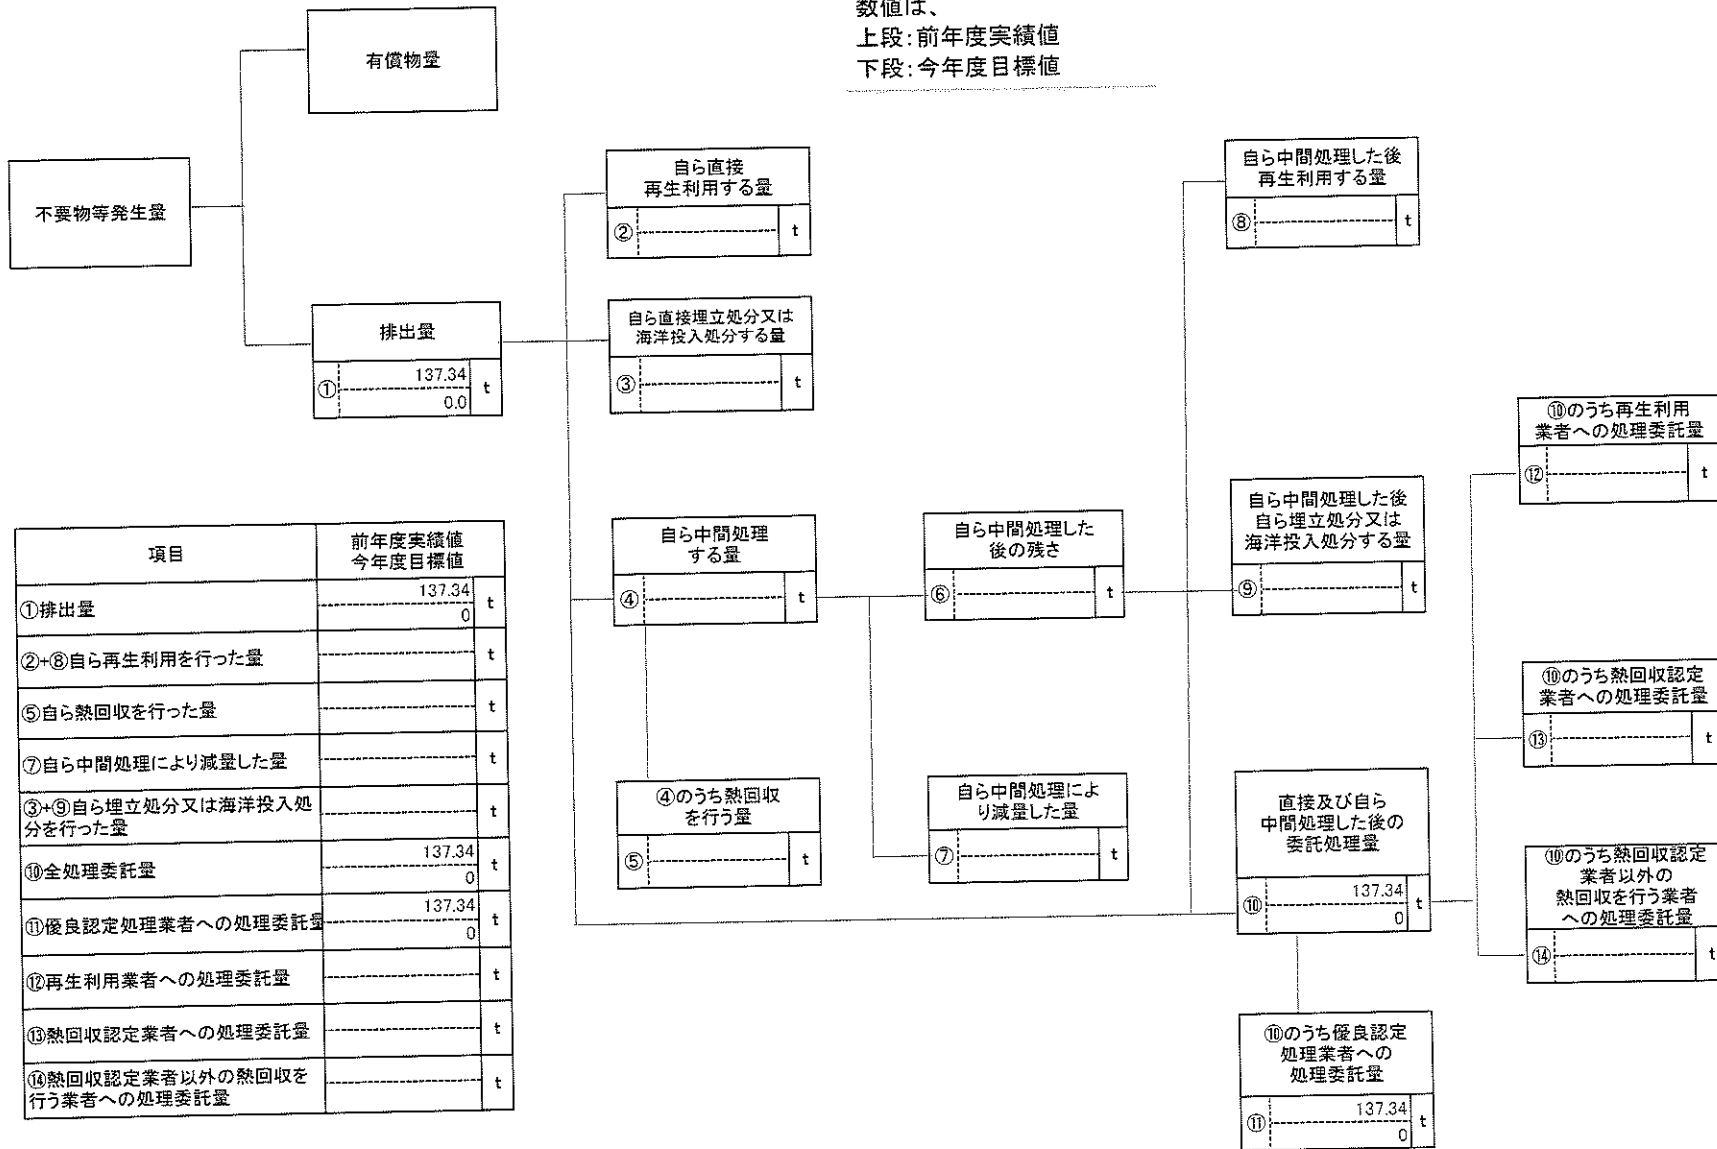 数値は、
上段:前年度実績値
下段:今年度目標値
有償物量
不要物等発生量
排出量
① 137.34 t
0.0
自ら直接
再生利用する量
② t
自ら直接埋立処分又は
海洋投入処分する量
③ t
自ら中間処理
する量
④ t
④のうち熱回収
を行う量
⑤ t
自ら中間処理した
後の残さ
⑥ t
自ら中間処理によ
り減量した量
⑦ t
自ら中間処理した後
再生利用する量
⑧ t
自ら中間処理した後
自ら埋立処分又は
海洋投入処分する量
⑨ t
直接及び自ら
中間処理した後の
委託処理量
⑩ 137.34 t
0
⑩のうち優良認定
処理業者への
処理委託量
⑪ 137.34 t
0
⑩のうち再生利用
業者への処理委託量
⑫ t
⑩のうち熱回収認定
業者への処理委託量
⑬ t
⑩のうち熱回収認定
業者以外の
熱回収を行う業者
への処理委託量
⑭ t
項目 前年度実績値
今年度目標値
①排出量 137.34 t
0
②+⑧自ら再生利用を行った量 t
⑤自ら熱回収を行った量 t
⑦自ら中間処理により減量した量 t
③+⑨自ら埋立処分又は海洋投入処
分を行った量 t
⑩全処理委託量 137.34 t
0
⑪優良認定処理業者への処理委託量 137.34 t
0
⑫再生利用業者への処理委託量 t
⑬熱回収認定業者への処理委託量 t
⑭熱回収認定業者以外の熱回収を
行う業者への処理委託量 t